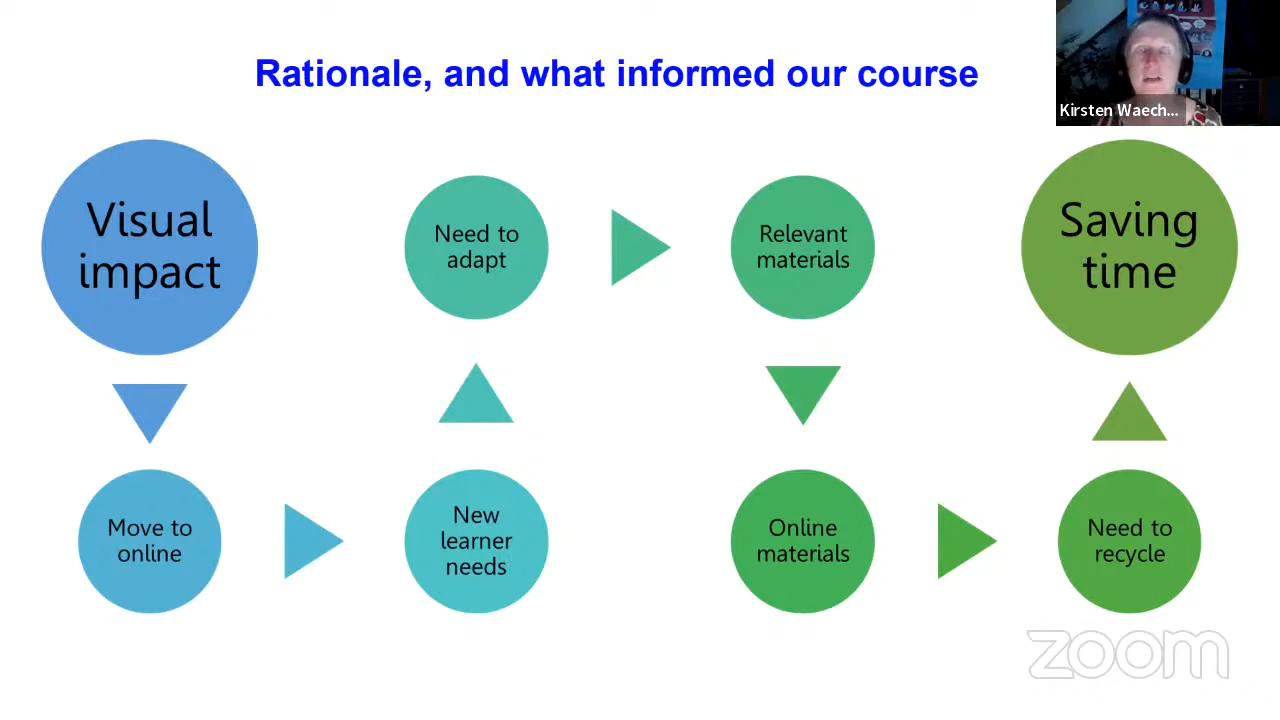 Rationale, and what informed our course
Kirsten Waech...
Visual
impact
Move to
online
New
learner
needs
Need to
adapt
Relevant
materials
Online
materials
Need to
recycle
Saving
time
zoom